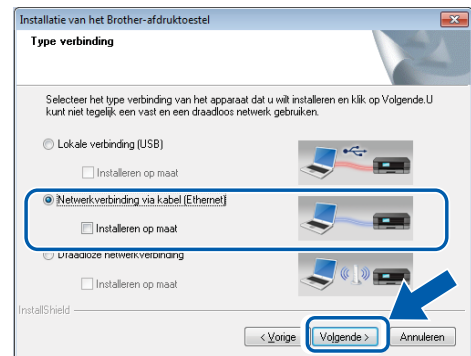 Installatie van het Brother-afdruktoestel
Type verbinding
Selecteer het type verbinding van het apparaat dat u wilt installeren en klik op Volgende.U
kunt niet tegelijk een vast en een draadloos netwerk gebruiken.
Lokale verbinding (USB)
Installeren op maat
Netwerkverbinding via kabel (Ethernet)
Installeren op maat
Draadloze netwerkverbinding
Installeren op maat
InstallShield
< Vorige
Volgende >
Annuleren